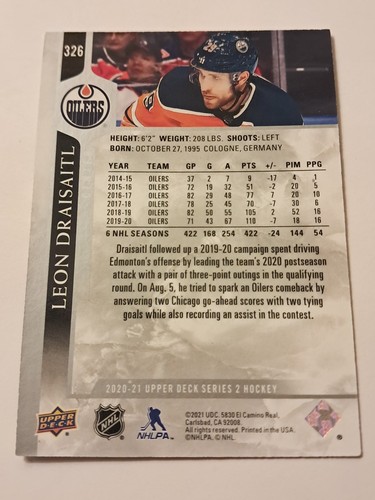 326
OILERS
LEON DRAISAITL
HEIGHT: 6'2" WEIGHT: 208 LBS. SHOOTS: LEFT
BORN: OCTOBER 27, 1995 COLOGNE, GERMANY
YEAR TEAM GP G A PTS +/- PIM PPG
2014-15 OILERS 37 2 7 9 -17 4 1
2015-16 OILERS 72 19 32 51 -2 20 5
2016-17 OILERS 82 29 48 77 7 20 10
2017-18 OILERS 78 25 45 70 -7 30 6
2018-19 OILERS 82 50 55 105 2 52 16
2019-20 OILERS 71 43 67 110 -7 18 16
6 NHL SEASONS 422 168 254 422 -24 144 54
Draisaitl followed up a 2019-20 campaign spent driving
Edmonton's offense by leading the team's 2020 postseason
attack with a pair of three-point outings in the qualifying
round. On Aug. 5, he tried to spark an Oilers comeback by
answering two Chicago go-ahead scores with two tying
goals while also recording an assist in the contest.
2020-21 UPPER DECK SERIES 2 HOCKEY
UPPER DECK
NHL
NHLPA
©2021 UDC. 5830 El Camino Real,
Carlsbad, CA 92008.
All rights reserved. Printed in the USA.
©NHLPA. © NHL.